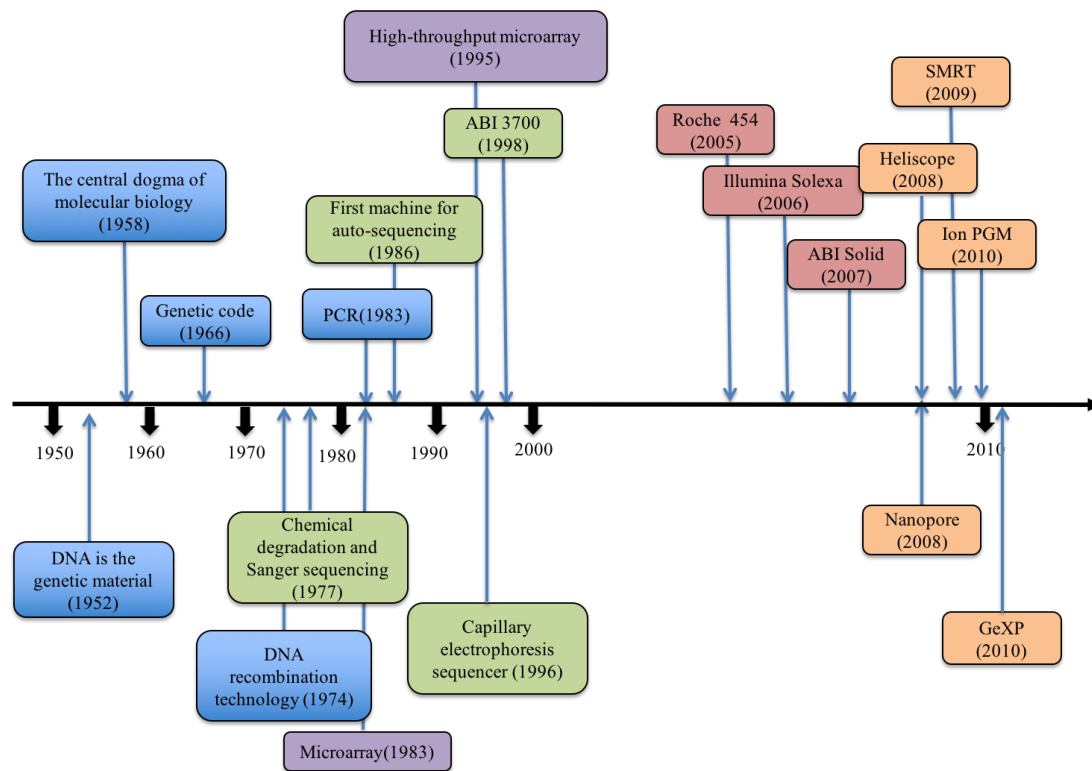 High-throughput microarray
(1995)
SMRT
(2009)
ABI 3700
(1998)
Roche 454
(2005)
Heliscope
(2008)
The central dogma of
molecular biology
(1958)
Illumina Solexa
(2006)
First machine for
auto-sequencing
(1986)
Ion PGM
(2010)
ABI Solid
(2007)
Genetic code
(1966)
PCR(1983)
1950
1960
1970
1980
1990
2000
2010
Chemical
degradation and
Sanger sequencing
(1977)
Nanopore
(2008)
DNA is the
genetic material
(1952)
Capillary
electrophoresis
sequencer (1996)
GeXP
(2010)
DNA
recombination
technology (1974)
Microarray(1983)